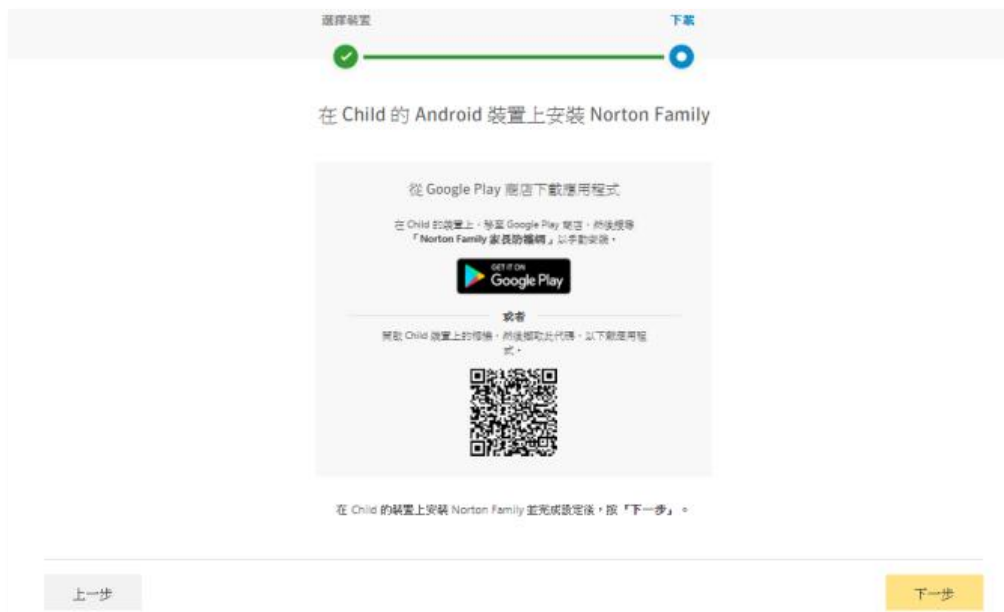 選擇裝置
下載
在 Child 的 Android 裝置上安裝 Norton Family
從 Google Play 商店下載應用程式
在 Child 的裝置上，移至 Google Play 商店，然後搜尋
「Norton Family 家長防護網」以手動安裝。
GET IT ON
Google Play
或者
開啟 Child 裝置上的相機，然後擷取此代碼，以下載應用程
式。
在 Child 的裝置上安裝 Norton Family 並完成設定後，按「下一步」。
上一步
下一步